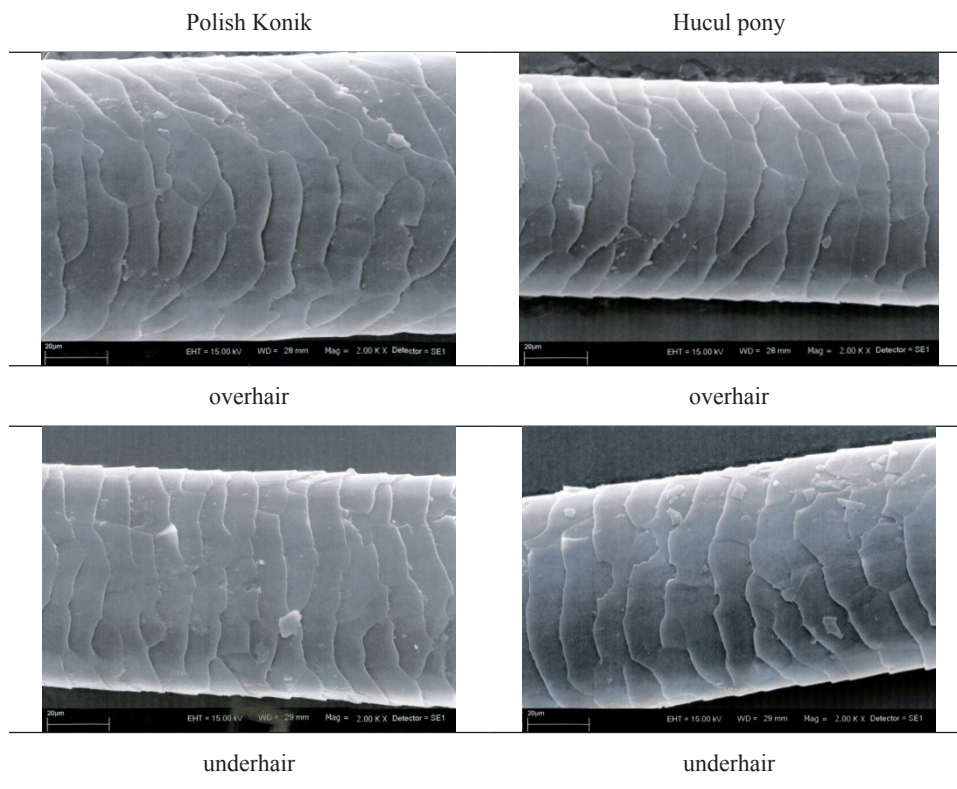 Polish Konik Hucul pony
20µm EHT = 15.00 kV WD = 28 mm Mag = 2.00 K X Detector = SE1
20µm EHT = 15.00 kV WD = 28 mm Mag = 2.00 K X Detector = SE1
overhair overhair
20µm EHT = 15.00 kV WD = 29 mm Mag = 2.00 K X Detector = SE1
20µm EHT = 15.00 kV WD = 29 mm Mag = 2.00 K X Detector = SE1
underhair underhair